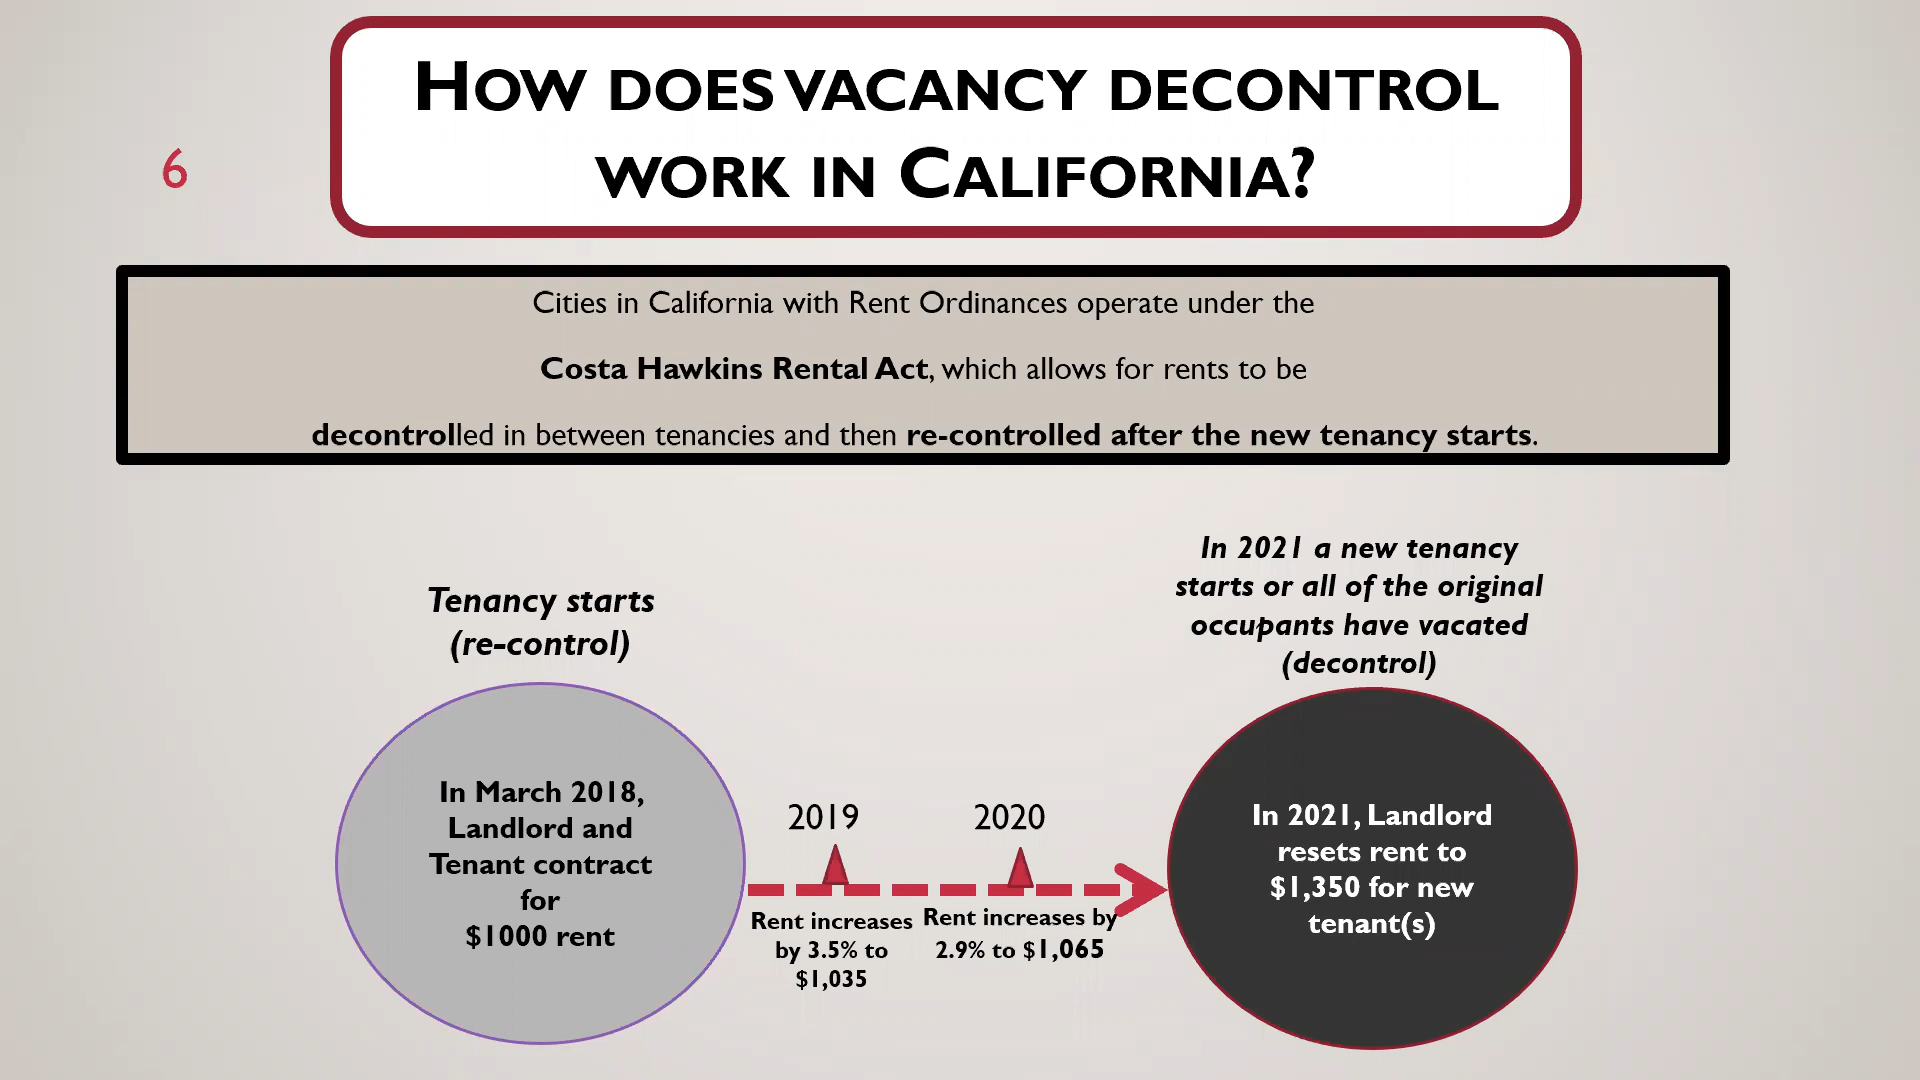 HOW DOES VACANCY DECONTROL
WORK IN CALIFORNIA?
6
Cities in California with Rent Ordinances operate under the
Costa Hawkins Rental Act, which allows for rents to be
decontrolled in between tenancies and then re-controlled after the new tenancy starts.
Tenancy starts
(re-control)
In March 2018,
Landlord and
Tenant contract
for
$1000 rent
2019
Rent increases
by 3.5% to
$1,035
2020
Rent increases by
2.9% to $1,065
In 2021 a new tenancy
starts or all of the original
occupants have vacated
(decontrol)
In 2021, Landlord
resets rent to
$1,350 for new
tenant(s)